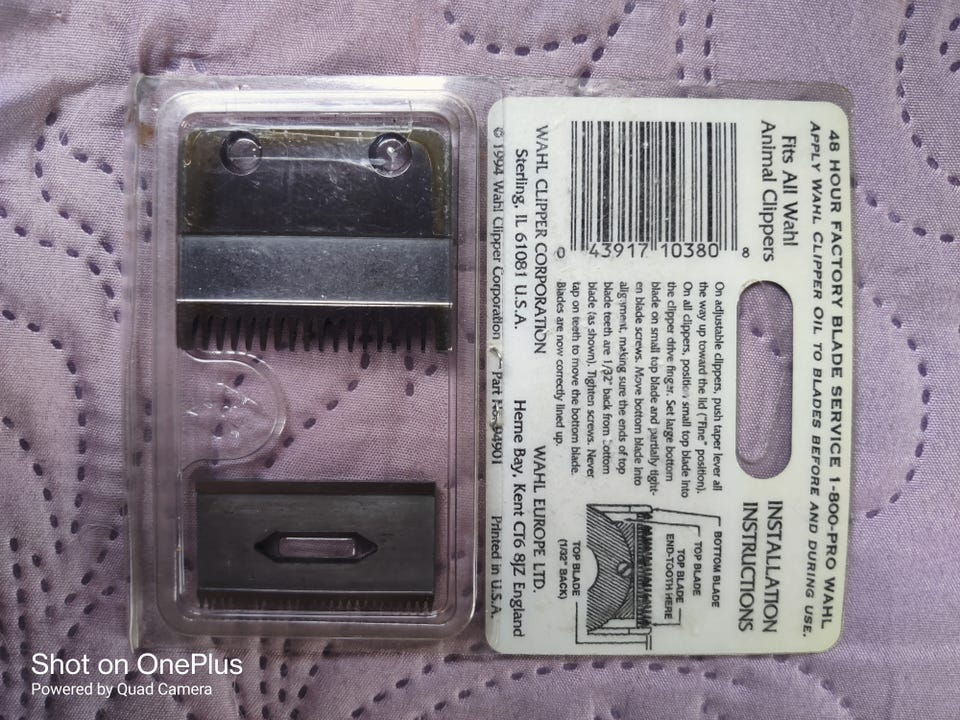 48 HOUR FACTORY BLADE SERVICE 1-800-PRO WAHL
APPLY WAHL CLIPPER OIL TO BLADES BEFORE AND DURING USE.
Fits All Wahl
Animal Clippers
INSTALLATION
INSTRUCTIONS
0 43917 10380 8
On adjustable clippers, push taper lever all
the way up toward the lid ("fine" position).
On all clippers, position small top blade into
the clipper drive finger. Set large bottom
blade on small top blade and partially tight-
en blade screws. Move bottom blade into
alignment, making sure the ends of top
blade teeth are 1/32" back from bottom
blade (as shown). Tighten screws. Never
tap on teeth to move the bottom blade.
Blades are now correctly lined up.
BOTTOM BLADE
TOP BLADE
TOP BLADE
END-TOOTH HERE
TOP BLADE
(1/32" BACK)
WAHL CLIPPER CORPORATION
Sterling, IL 61081 U.S.A.
WAHL EUROPE LTD.
Herne Bay, Kent CT6 8JZ England
© 1994 Wahl Clipper Corporation
Part No. 04901
Printed in U.S.A.
Shot on OnePlus
Powered by Quad Camera